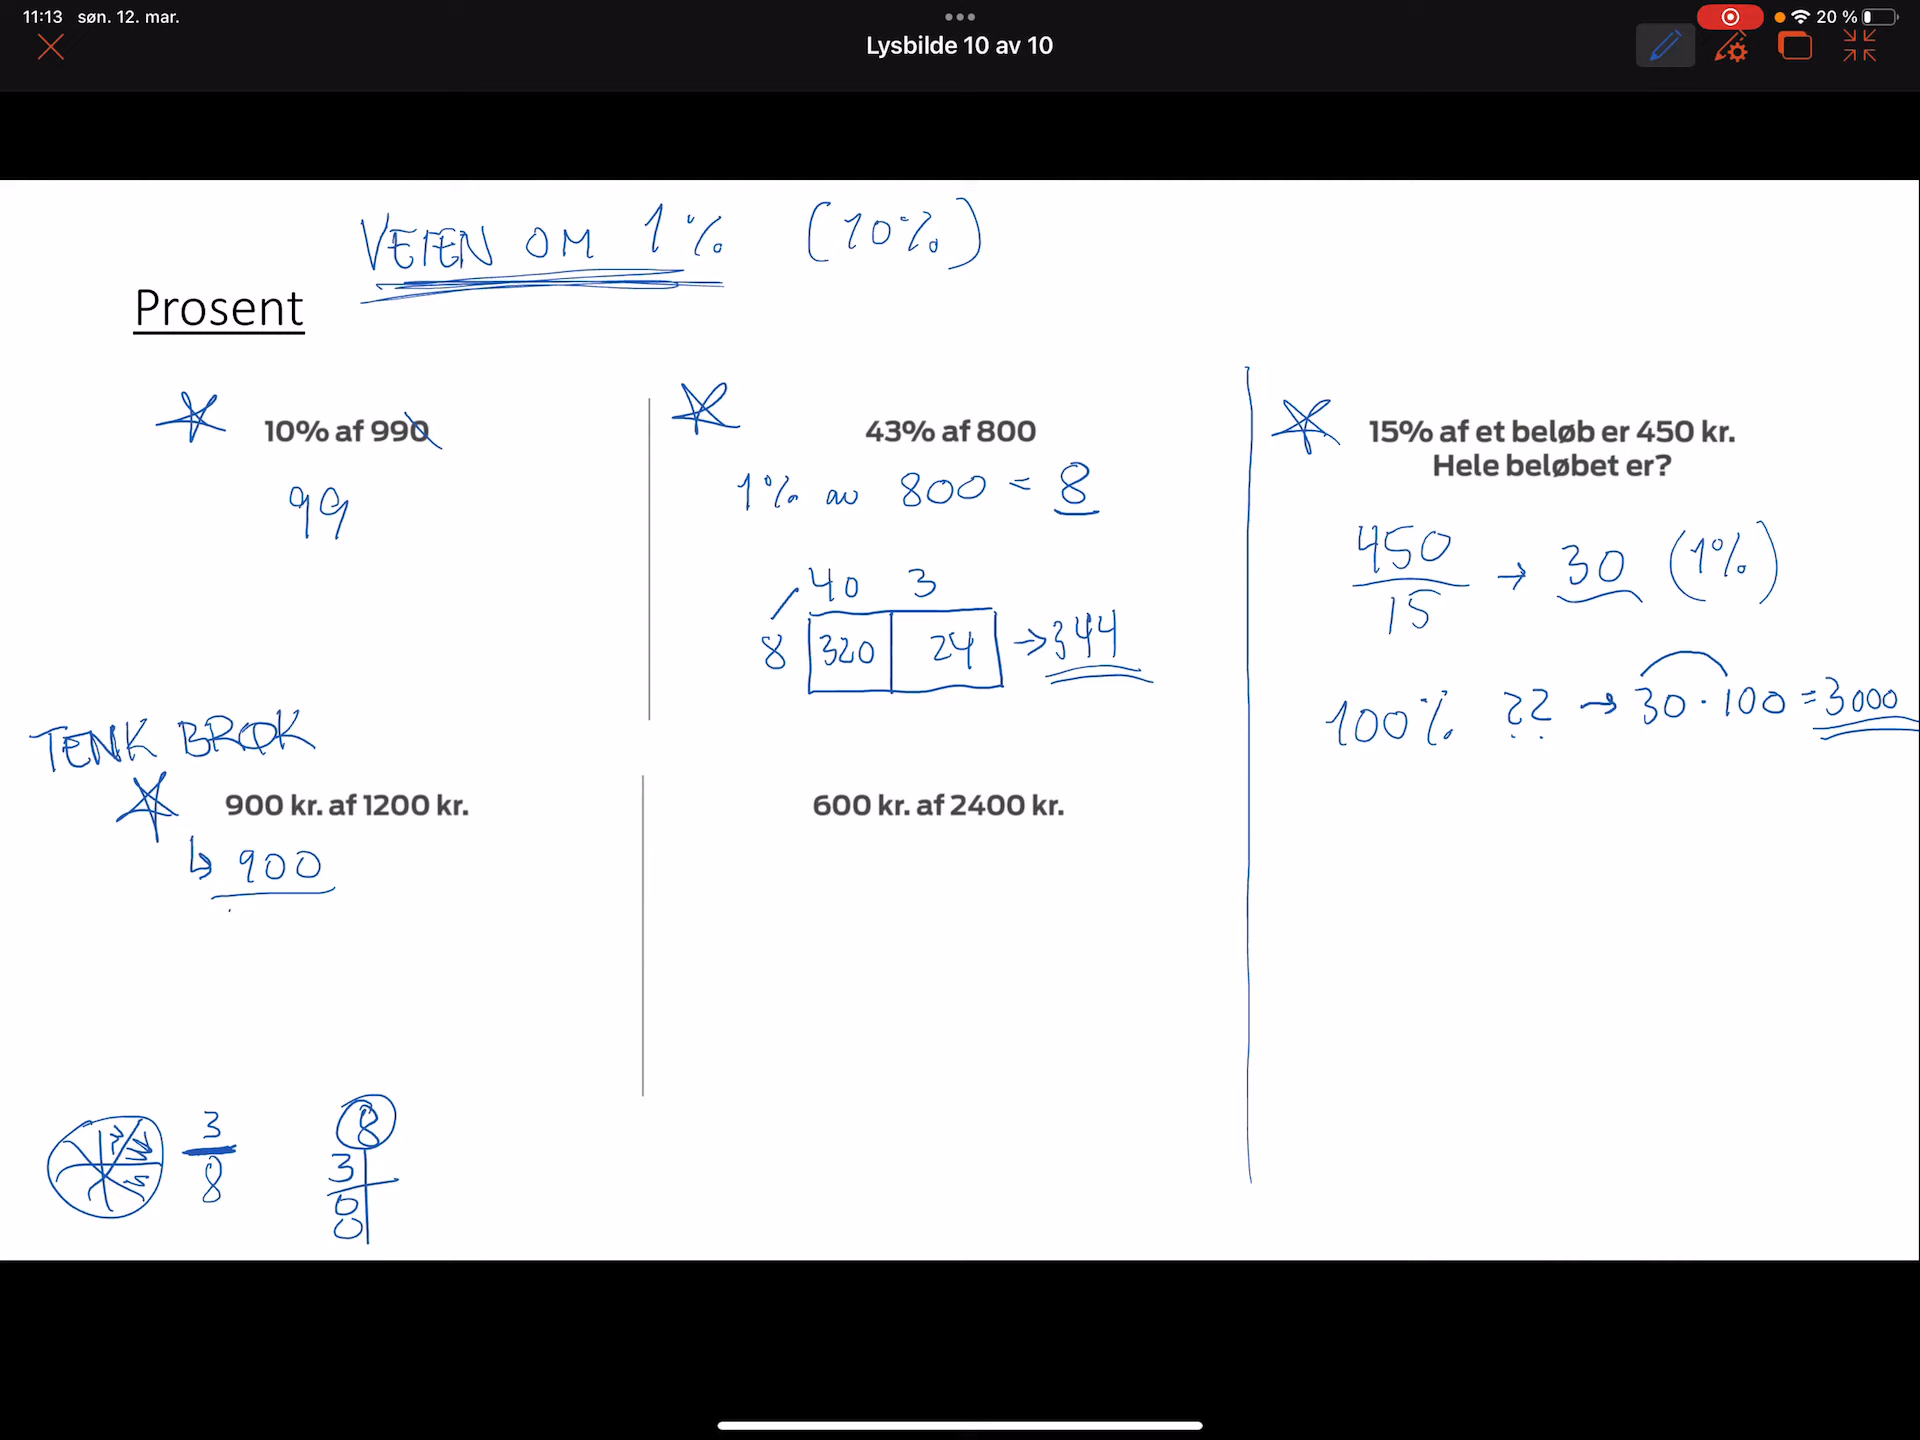 11:13 søn. 12. mar.
20 %
Lysbilde 10 av 10
VEIEN OM 1% (10%)
Prosent
10% af 990
99
43% af 800
1% av 800 = 8
40 3
8 320 24 → 344
15% af et beløb er 450 kr.
Hele beløbet er?
450
15
→ 30 (1%)
100% ?? → 30 · 100 = 3000
TENK BRØK
900 kr. af 1200 kr.
↳ 900
600 kr. af 2400 kr.
3
8
8
3
0
0